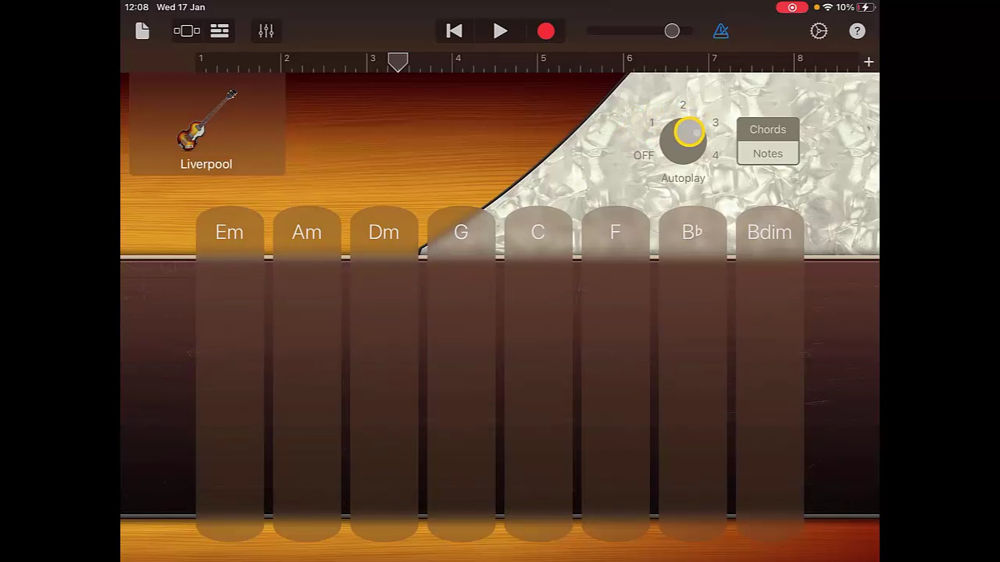 12:08 Wed 17 Jan 10%
1 2 3 4 5 6 7 8 +
?
Liverpool
2
1 3
OFF 4
Autoplay
Chords
Notes
Em Am Dm G C F B♭ Bdim